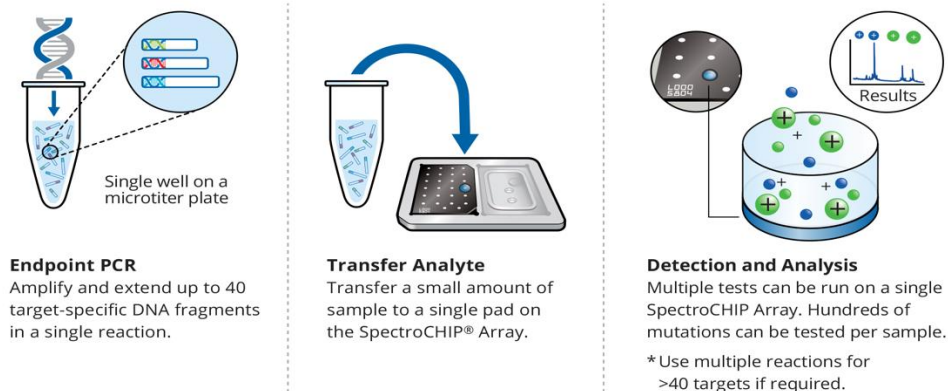 Single well on a
microtiter plate
Endpoint PCR
Amplify and extend up to 40
target-specific DNA fragments
in a single reaction.
Transfer Analyte
Transfer a small amount of
sample to a single pad on
the SpectroCHIP® Array.
L000
SB04
+ + + +
Results
Detection and Analysis
Multiple tests can be run on a single
SpectroCHIP Array. Hundreds of
mutations can be tested per sample.
*Use multiple reactions for
>40 targets if required.